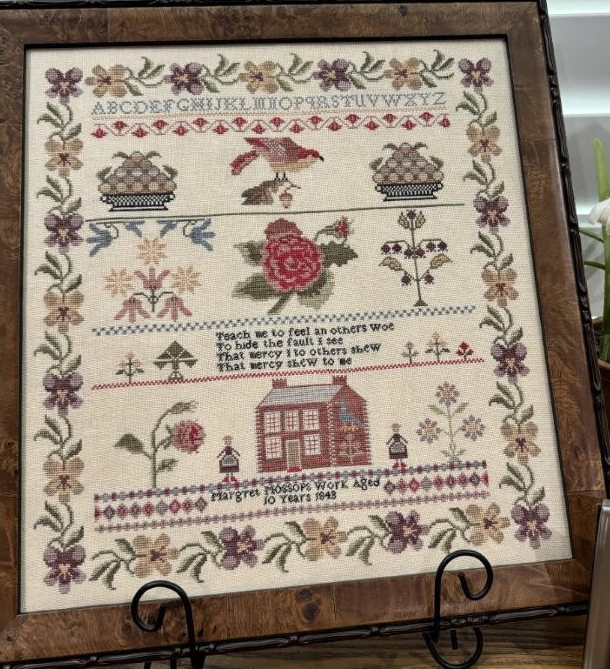 ABCDEFGHIJKLMNOPQRSTUVWXYZ
Teach me to feel an others Woe
To hide the fault I see
That mercy I to others shew
That mercy shew to me
Margret Mossops Work Aged
10 Years 1843